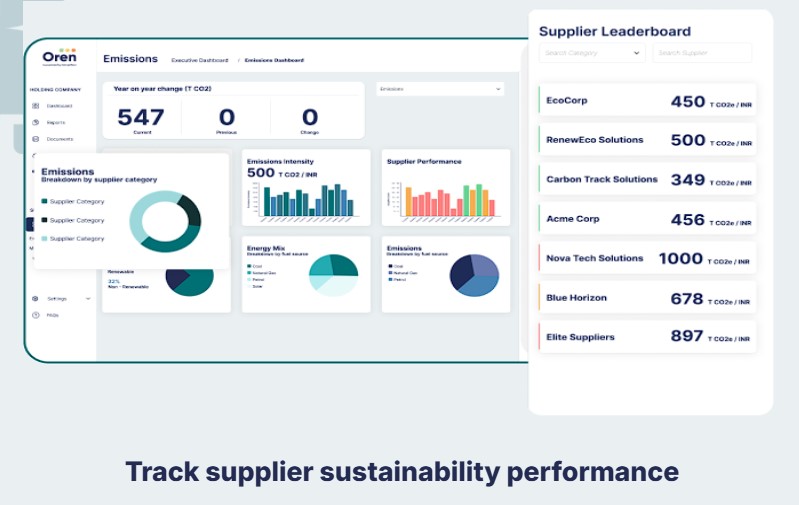 Oren
Emissions
Executive Dashboard / Emissions Dashboard
HOLDING COMPANY
Dashboard
Reports
Documents
Settings
FAQs
Year on year change (T CO2)
547
0
0
Current
Previous
Change
Emissions
Emissions
Breakdown by supplier category
Supplier Category
Supplier Category
Supplier Category
Emissions Intensity
500 T CO2 / INR
Supplier Performance
Renewable
22%
Non - Renewable
Energy Mix
Breakdown by fuel source
Coal
Natural Gas
Petrol
Solar
Emissions
Breakdown by fuel source
Coal
Natural Gas
Petrol
Supplier Leaderboard
Search Category
Search Supplier
EcoCorp 450 T CO2e / INR
RenewEco Solutions 500 T CO2e / INR
Carbon Track Solutions 349 T CO2e / INR
Acme Corp 456 T CO2e / INR
Nova Tech Solutions 1000 T CO2e / INR
Blue Horizon 678 T CO2e / INR
Elite Suppliers 897 T CO2e / INR
Track supplier sustainability performance